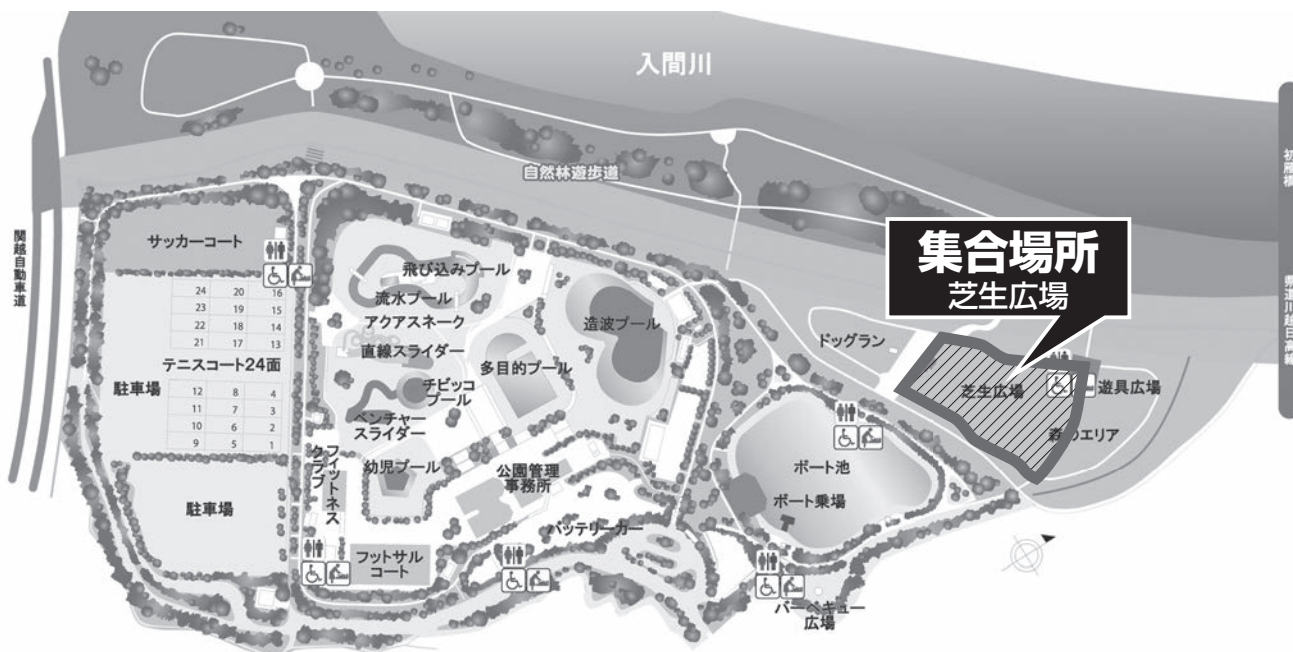 入間川
初雁橋
自然林遊歩道
関越自動車道
集合場所
芝生広場
県道川越日高線
サッカーコート
飛び込みプール
流水プール
アクアスネーク
造波プール
直線スライダー
多目的プール
ドッグラン
24 20 16
23 19 15
22 18 14
21 17 13
テニスコート24面
駐車場
12 8 4
11 7 3
10 6 2
9 5 1
チビッコ
プール
ベンチャー
スライダー
芝生広場
遊具広場
森のエリア
フィットネス
クラブ
幼児プール
公園管理
事務所
ボート池
ボート乗場
駐車場
バッテリーカー
フットサル
コート
バーベキュー
広場